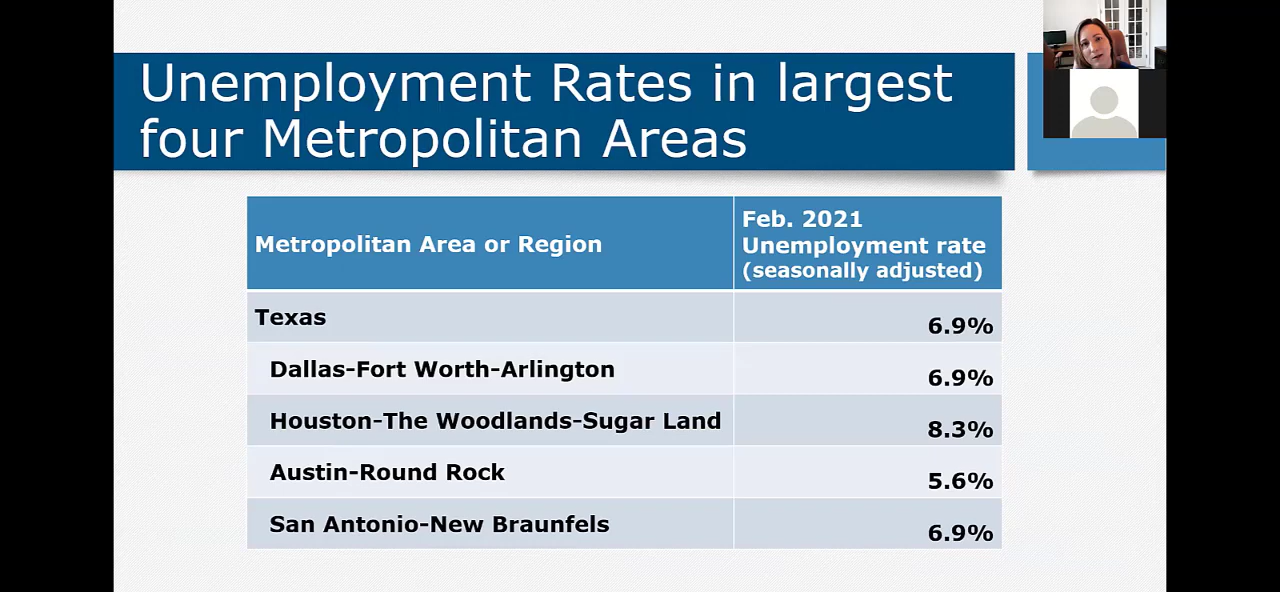 Unemployment Rates in largest
four Metropolitan Areas
Metropolitan Area or Region
Feb. 2021
Unemployment rate
(seasonally adjusted)
Texas
6.9%
Dallas-Fort Worth-Arlington
6.9%
Houston-The Woodlands-Sugar Land
8.3%
Austin-Round Rock
5.6%
San Antonio-New Braunfels
6.9%